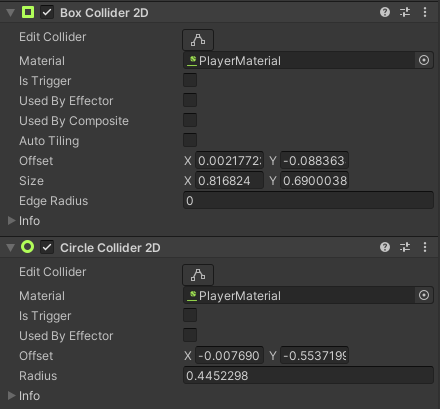 Box Collider 2D
Edit Collider
Material PlayerMaterial
Is Trigger
Used By Effector
Used By Composite
Auto Tiling
Offset X 0.0021772 Y -0.088363
Size X 0.816824 Y 0.6900038
Edge Radius 0
Info
Circle Collider 2D
Edit Collider
Material PlayerMaterial
Is Trigger
Used By Effector
Offset X -0.007690 Y -0.5537199
Radius 0.4452298
Info